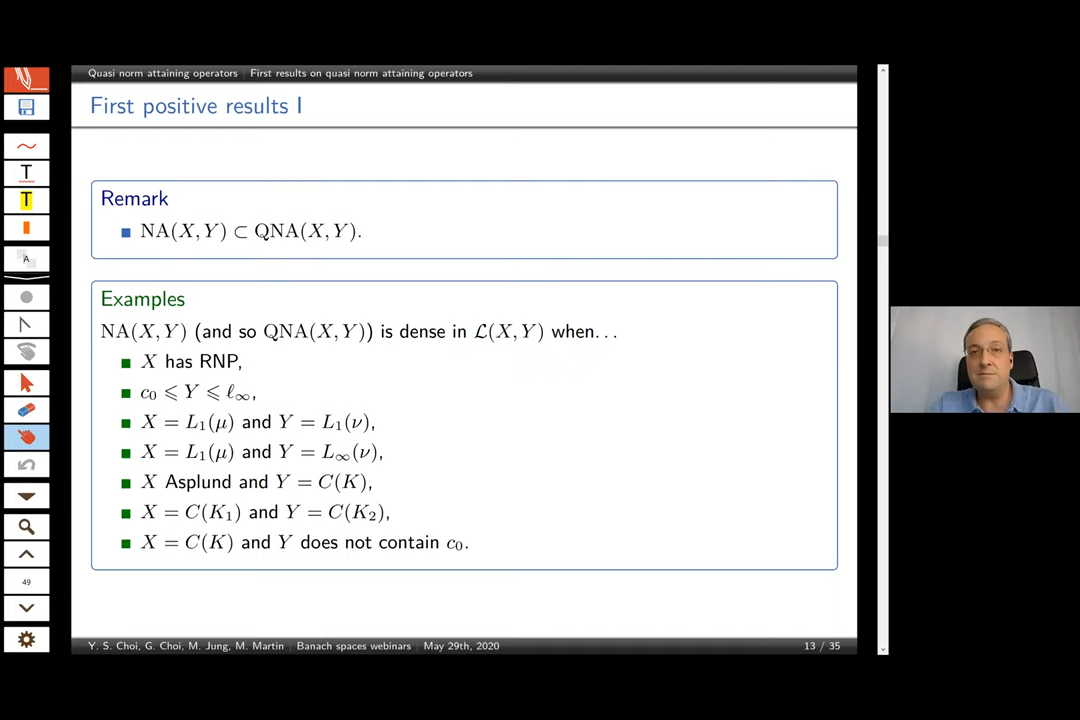 Quasi norm attaining operators | First results on quasi norm attaining operators
First positive results I
Remark
NA(X, Y) ⊂ QNA(X, Y).
Examples
NA(X, Y) (and so QNA(X, Y)) is dense in ℒ(X, Y) when...
X has RNP,
c₀ ⩽ Y ⩽ ℓ∞,
X = L₁(μ) and Y = L₁(ν),
X = L₁(μ) and Y = L∞(ν),
X Asplund and Y = C(K),
X = C(K₁) and Y = C(K₂),
X = C(K) and Y does not contain c₀.
Y. S. Choi, G. Choi, M. Jung, M. Martin | Banach spaces webinars | May 29th, 2020 13 / 35
T
T
A
49